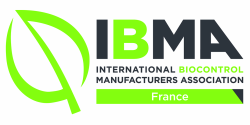 IBMA
INTERNATIONAL BIOCONTROL
MANUFACTURERS ASSOCIATION
France